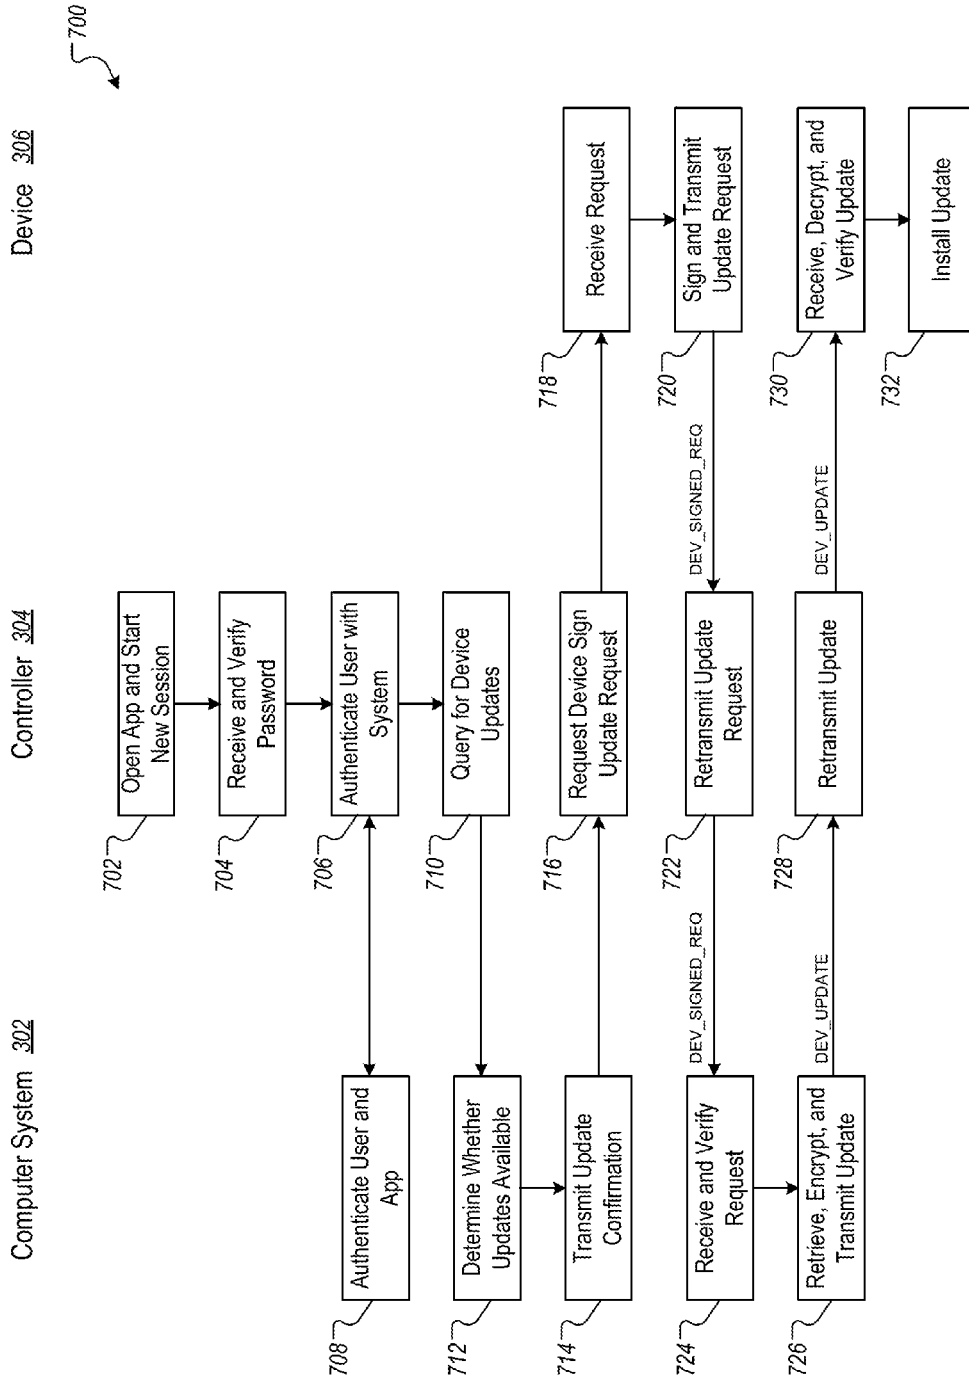 700
Computer System 302
Controller 304
Device 306
Open App and Start
New Session
702
Receive and Verify
Password
704
Authenticate User with
System
706
Authenticate User and
App
708
Query for Device
Updates
710
Determine Whether
Updates Available
712
Transmit Update
Confirmation
714
Request Device Sign
Update Request
716
Receive Request
718
Sign and Transmit
Update Request
720
DEV_SIGNED_REQ
Retransmit Update
Request
722
DEV_SIGNED_REQ
Receive and Verify
Request
724
Retrieve, Encrypt, and
Transmit Update
726
DEV_UPDATE
Retransmit Update
728
DEV_UPDATE
Receive, Decrypt, and
Verify Update
730
Install Update
732